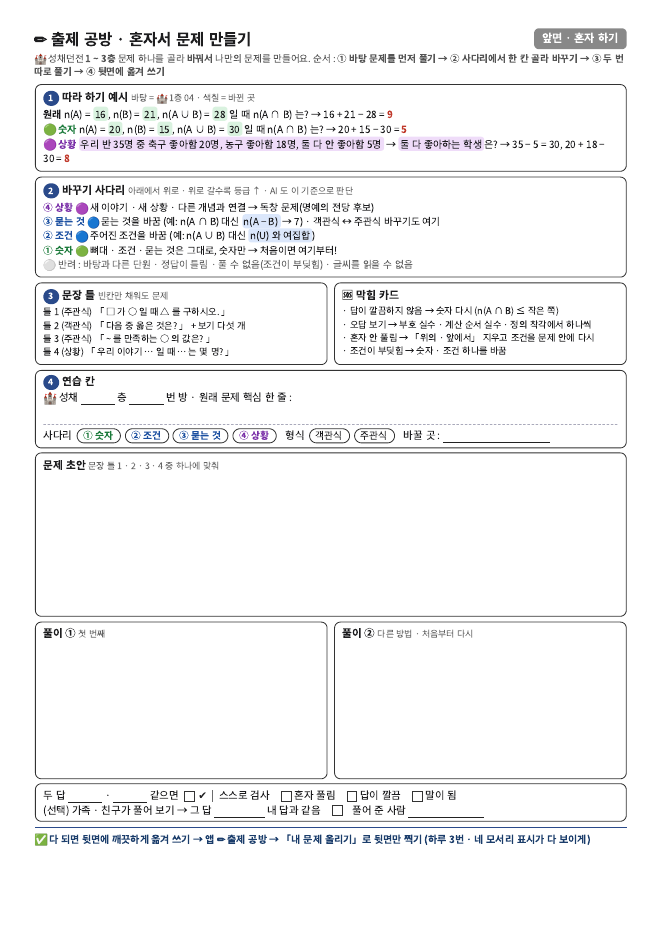 ✏ 출제 공방 · 혼자서 문제 만들기
앞면 · 혼자 하기
🏰 성채던전 1 ~ 3층 문제 하나를 골라 바꿔서 나만의 문제를 만들어요. 순서 : ① 바탕 문제를 먼저 풀기 → ② 사다리에서 한 칸 골라 바꾸기 → ③ 두 번
따로 풀기 → ④ 뒷면에 옮겨 쓰기
1 따라 하기 예시 바탕 = 🏰 1층 04 · 색칠 = 바뀐 곳
원래 n(A) = 16 , n(B) = 21 , n(A ∪ B) = 28 일 때 n(A ∩ B) 는? → 16 + 21 − 28 = 9
🟢 숫자 n(A) = 20 , n(B) = 15 , n(A ∪ B) = 30 일 때 n(A ∩ B) 는? → 20 + 15 − 30 = 5
🟣 상황 우리 반 35명 중 축구 좋아함 20명, 농구 좋아함 18명, 둘 다 안 좋아함 5명 → 둘 다 좋아하는 학생 은? → 35 − 5 = 30, 20 + 18 −
30 = 8
2 바꾸기 사다리 아래에서 위로 · 위로 갈수록 등급 ↑ · AI 도 이 기준으로 판단
④ 상황 🟣 새 이야기 · 새 상황 · 다른 개념과 연결 → 독창 문제(명예의 전당 후보)
③ 묻는 것 🔵 묻는 것을 바꿈 (예: n(A ∩ B) 대신 n(A − B) → 7) · 객관식 ↔ 주관식 바꾸기도 여기
② 조건 🔵 주어진 조건을 바꿈 (예: n(A ∪ B) 대신 n(U) 와 여집합 )
① 숫자 🟢 뼈대 · 조건 · 묻는 것은 그대로, 숫자만 → 처음이면 여기부터!
⚪ 반려 : 바탕과 다른 단원 · 정답이 틀림 · 풀 수 없음(조건이 부딪힘) · 글씨를 읽을 수 없음
3 문장 틀 빈칸만 채워도 문제
틀 1 (주관식) 「 □ 가 ○ 일 때 △ 를 구하시오. 」
틀 2 (객관식) 「 다음 중 옳은 것은? 」 + 보기 다섯 개
틀 3 (주관식) 「 ~ 를 만족하는 ○ 의 값은? 」
틀 4 (상황) 「 우리 이야기 ⋯ 일 때 ⋯ 는 몇 명? 」
🆘 막힘 카드
· 답이 깔끔하지 않음 → 숫자 다시 (n(A ∩ B) ≤ 작은 쪽)
· 오답 보기 → 부호 실수 · 계산 순서 실수 · 정의 착각에서 하나씩
· 혼자 안 풀림 → 「위의 · 앞에서」 지우고 조건을 문제 안에 다시
· 조건이 부딪힘 → 숫자 · 조건 하나를 바꿈
4 연습 칸
🏰 성채 ______ 층 ______ 번 방 · 원래 문제 핵심 한 줄 :
사다리 ① 숫자 ② 조건 ③ 묻는 것 ④ 상황 형식 객관식 주관식 바꿀 곳 : ____________________
문제 초안 문장 틀 1 · 2 · 3 · 4 중 하나에 맞춰
풀이 ① 첫 번째
풀이 ② 다른 방법 · 처음부터 다시
두 답 ______ · ______ 같으면 □ ✔ | 스스로 검사 □ 혼자 풀림 □ 답이 깔끔 □ 말이 됨
(선택) 가족 · 친구가 풀어 보기 → 그 답 _________ 내 답과 같음 □ 풀어 준 사람 ______________
✅ 다 되면 뒷면에 깨끗하게 옮겨 쓰기 → 앱 ✏ 출제 공방 → 「내 문제 올리기」로 뒷면만 찍기 (하루 3번 · 네 모서리 표시가 다 보이게)